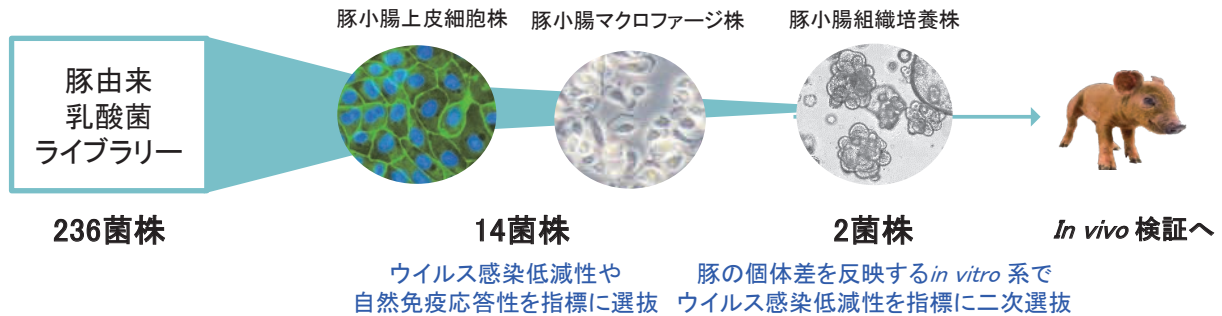 豚小腸上皮細胞株
豚小腸マクロファージ株
豚小腸組織培養株
豚由来
乳酸菌
ライブラリー
236菌株
14菌株
2菌株
In vivo 検証へ
ウイルス感染低減性や
自然免疫応答性を指標に選抜
豚の個体差を反映するin vitro 系で
ウイルス感染低減性を指標に二次選抜